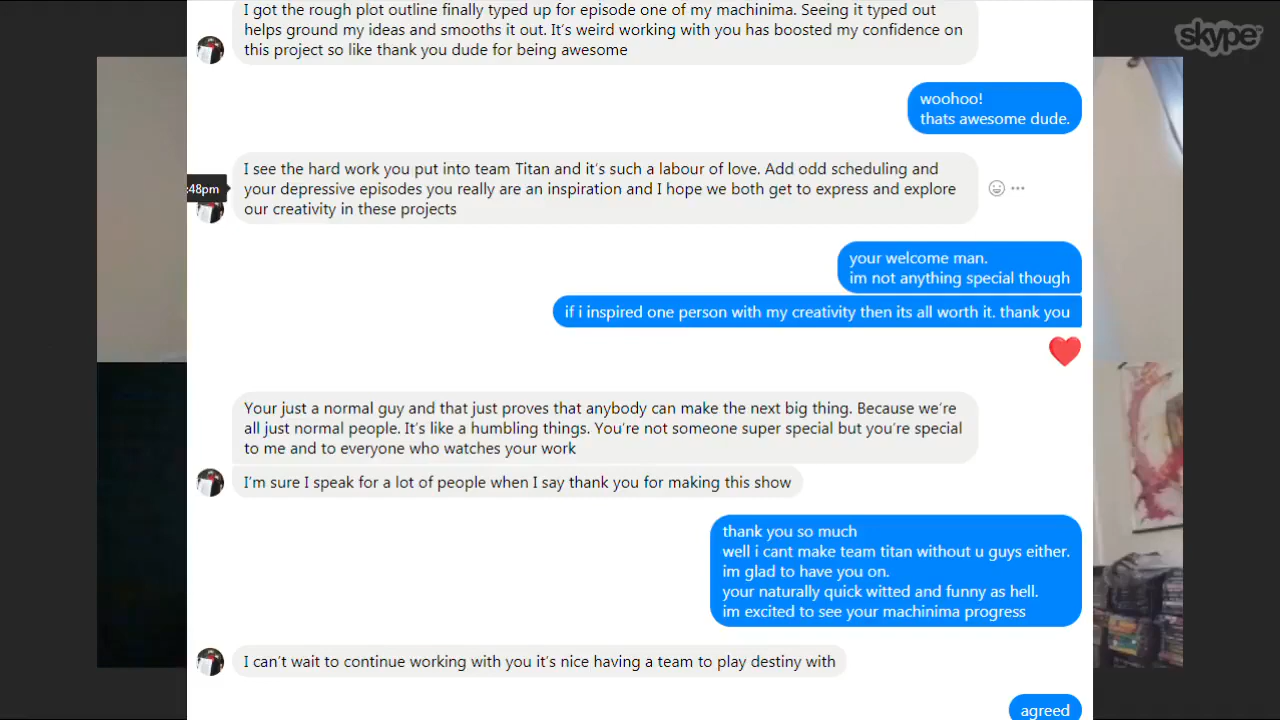 I got the rough plot outline finally typed up for episode one of my machinima. Seeing it typed out
helps ground my ideas and smooths it out. It's weird working with you has boosted my confidence on
this project so like thank you dude for being awesome
skype
woohoo!
thats awesome dude.
I see the hard work you put into team Titan and it's such a labour of love. Add odd scheduling and
your depressive episodes you really are an inspiration and I hope we both get to express and explore
our creativity in these projects
:48pm
your welcome man.
im not anything special though
if i inspired one person with my creativity then its all worth it. thank you
Your just a normal guy and that just proves that anybody can make the next big thing. Because we're
all just normal people. It's like a humbling things. You're not someone super special but you're special
to me and to everyone who watches your work
I'm sure I speak for a lot of people when I say thank you for making this show
thank you so much
well i cant make team titan without u guys either.
im glad to have you on.
your naturally quick witted and funny as hell.
im excited to see your machinima progress
I can't wait to continue working with you it's nice having a team to play destiny with
agreed